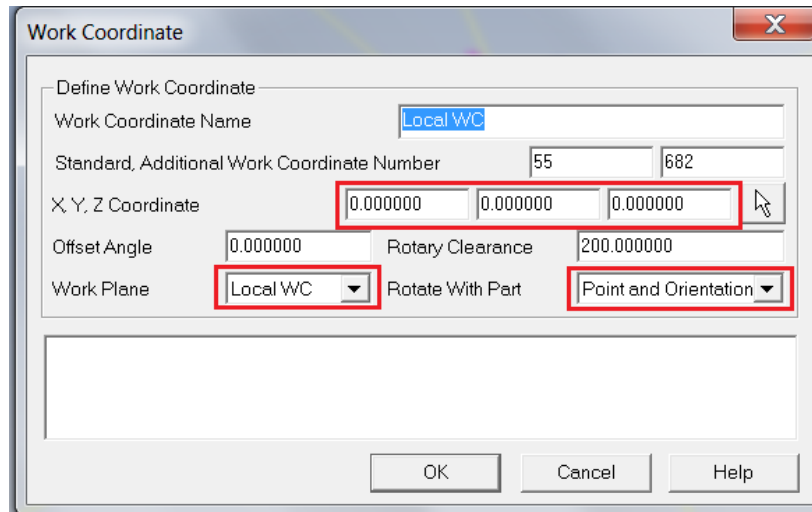 Work Coordinate
Define Work Coordinate
Work Coordinate Name Local WC
Standard, Additional Work Coordinate Number 55 682
X, Y, Z Coordinate 0.000000 0.000000 0.000000
Offset Angle 0.000000 Rotary Clearance 200.000000
Work Plane Local WC Rotate With Part Point and Orientation
OK Cancel Help